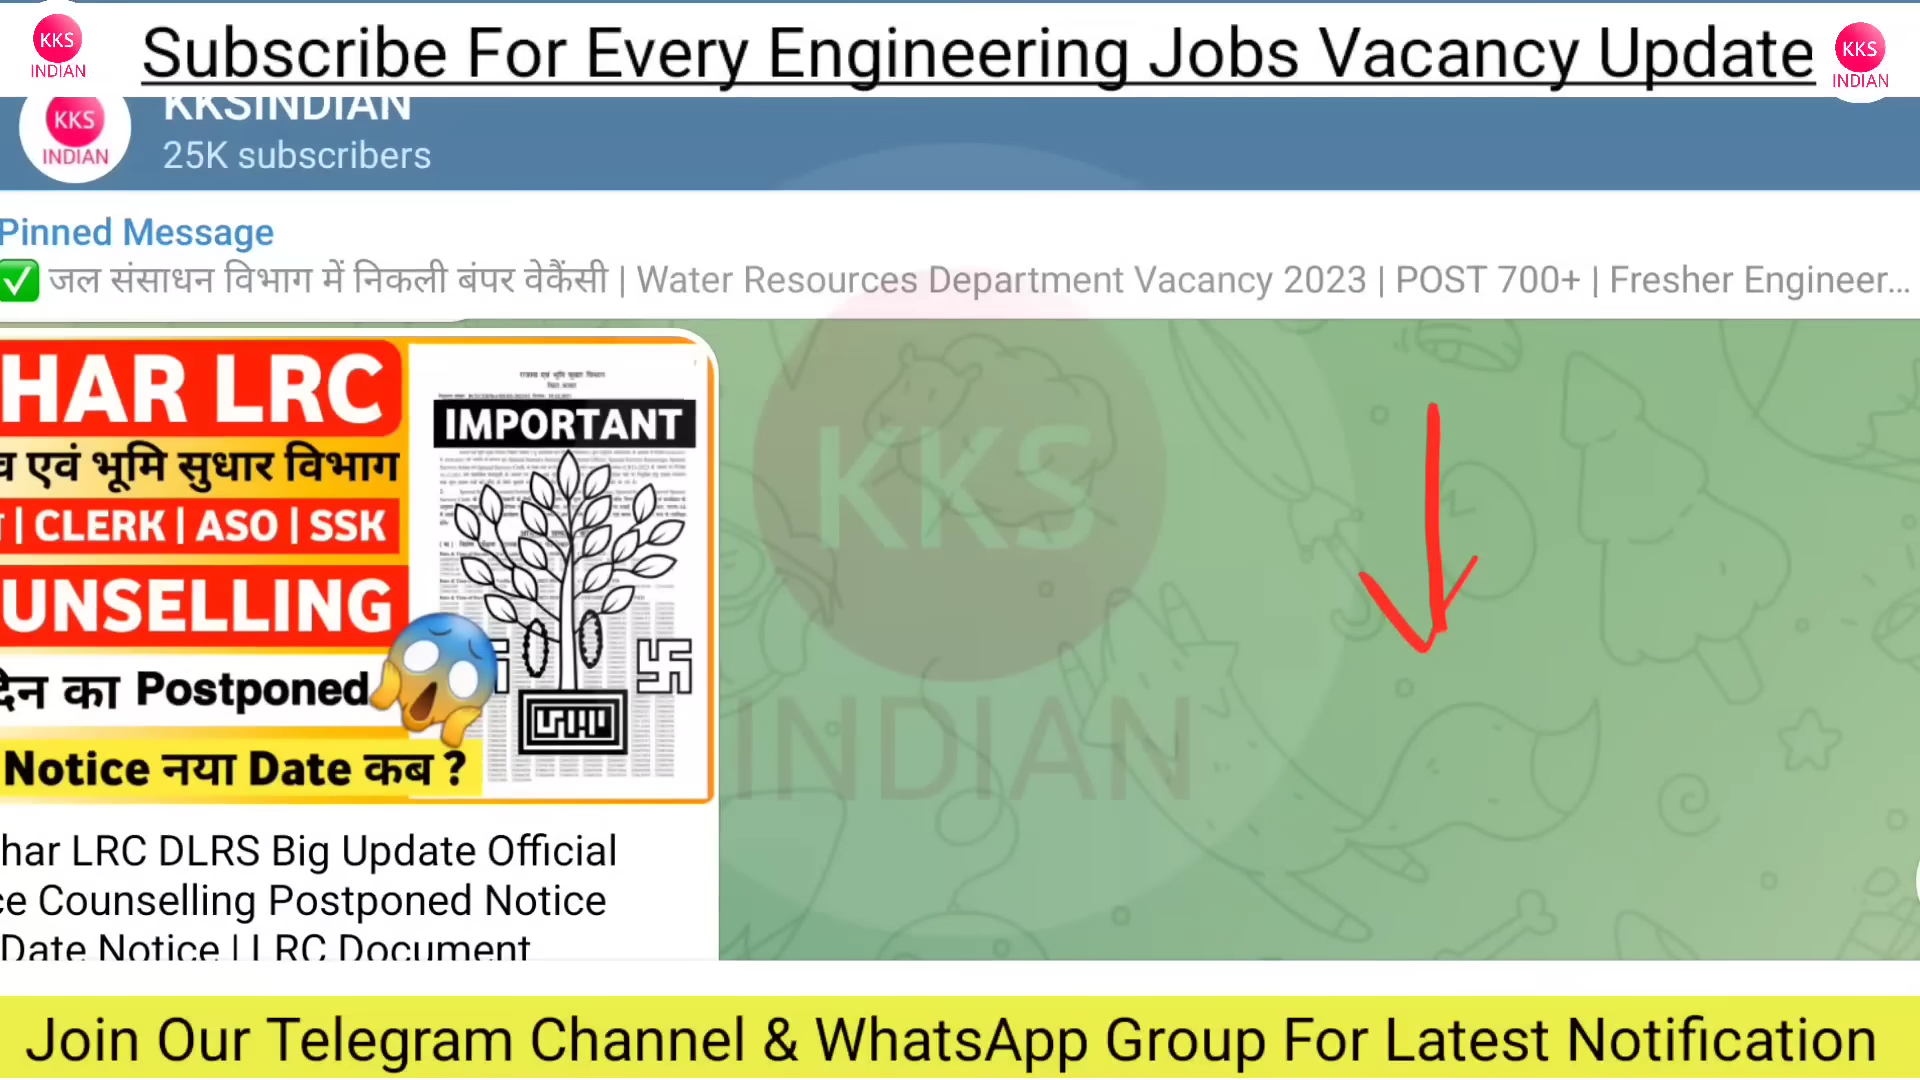 Subscribe For Every Engineering Jobs Vacancy Update
KKS
INDIAN
KKS
INDIAN
KKSINDIAN
25K subscribers
KKS
INDIAN
Pinned Message
✅ जल संसाधन विभाग में निकली बंपर वेकैंसी | Water Resources Department Vacancy 2023 | POST 700+ | Fresher Engineer...
HAR LRC
एवं भूमि सुधार विभाग
| CLERK | ASO | SSK
UNSELLING
का Postponed
Notice नया Date कब ?
IMPORTANT
KKS
INDIAN
har LRC DLRS Big Update Official
ce Counselling Postponed Notice
Date Notice | LRC Document
Join Our Telegram Channel & WhatsApp Group For Latest Notification